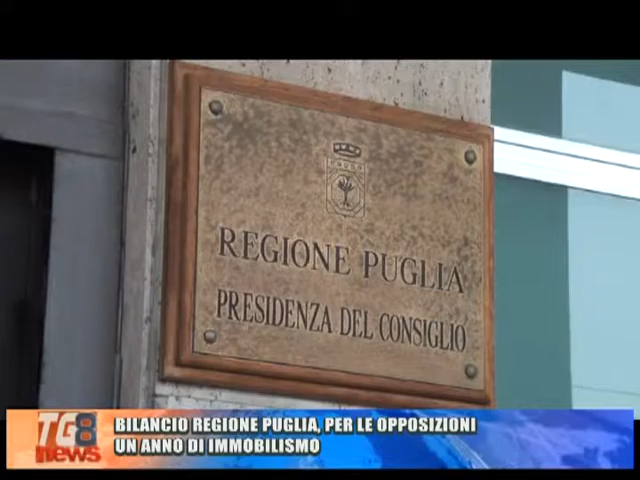 REGIONE PUGLIA
PRESIDENZA DEL CONSIGLIO
TG8
news
BILANCIO REGIONE PUGLIA, PER LE OPPOSIZIONI
UN ANNO DI IMMOBILISMO